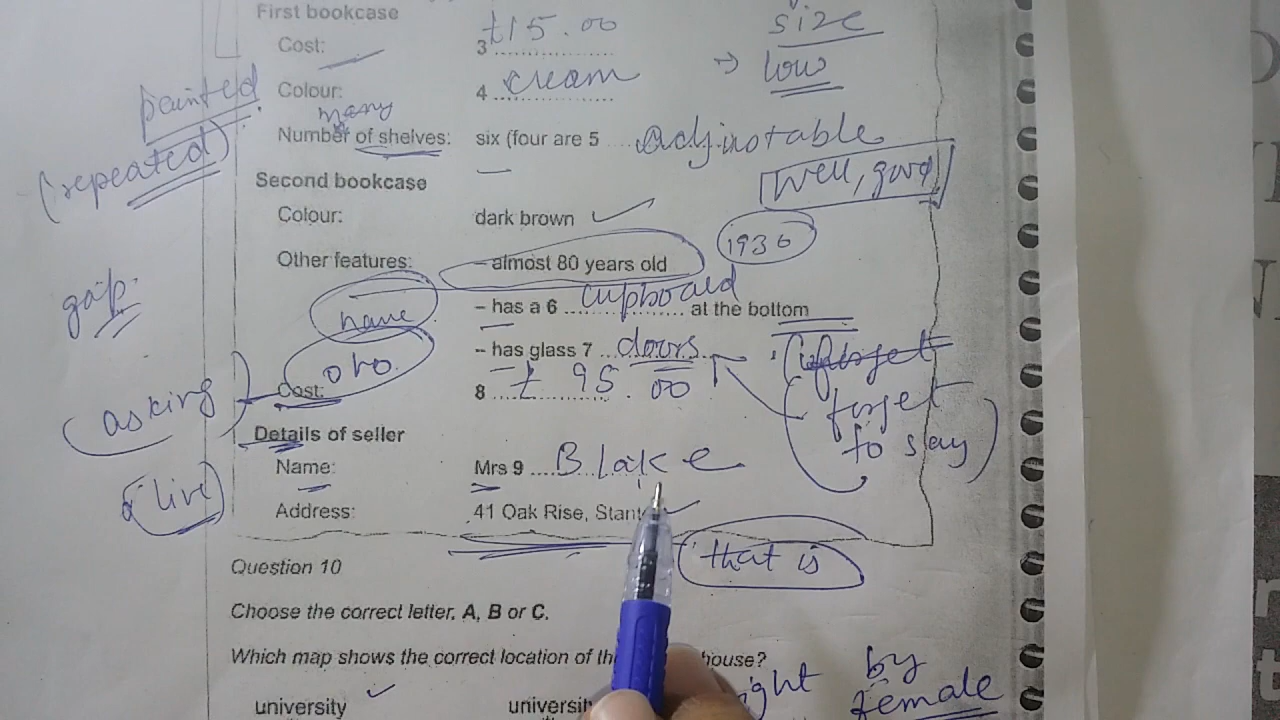 First bookcase
size
Cost: 3 £15.00
low
Colour: 4 cream
painted
many
Number of shelves: six (four are 5 adjustable
(repeated)
Second bookcase
Well, good
Colour: dark brown
1936
Other features: – almost 80 years old
gap
– has a 6 cupboard at the bottom
have
– has glass 7 doors
forget
to say
Cost: 8 £ 95.00
asking
Details of seller
Name: Mrs 9 Blake
(live)
Address: 41 Oak Rise, Stant
that is
Question 10
Choose the correct letter, A, B or C.
Which map shows the correct location of th house?
by
female
university universit